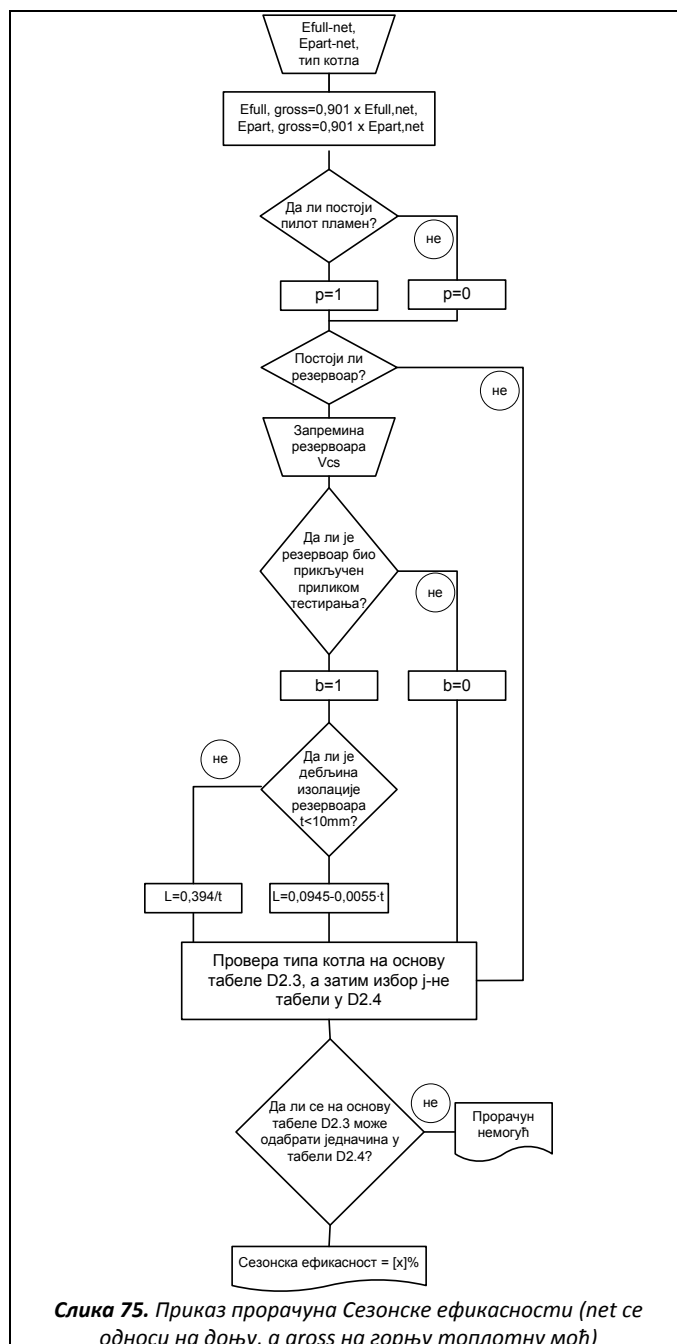 Efull-net,
Epart-net,
тип котла
Efull, gross=0,901 x Efull,net,
Epart, gross=0,901 x Epart,net
Да ли постоји
пилот пламен?
не
p=1
p=0
Постоји ли
резервоар?
не
Запремина
резервоара
Vcs
Да ли је
резервоар био
прикључен
приликом
тестирања?
не
b=1
b=0
не
Да ли је
дебљина
изолације
резервоара
t<10mm?
L=0,394/t
L=0,0945-0,0055·t
Провера типа котла на основу
табеле D2.3, а затим избор ј-не
табели у D2.4
Да ли се на основу
табеле D2.3 може
одабрати једначина у
табели D2.4?
не
Прорачун
немогућ
Сезонска ефикасност = [x]%
Слика 75. Приказ прорачуна Сезонске ефикасности (net се
односи на доњу, а gross на горњу топлотну моћ)